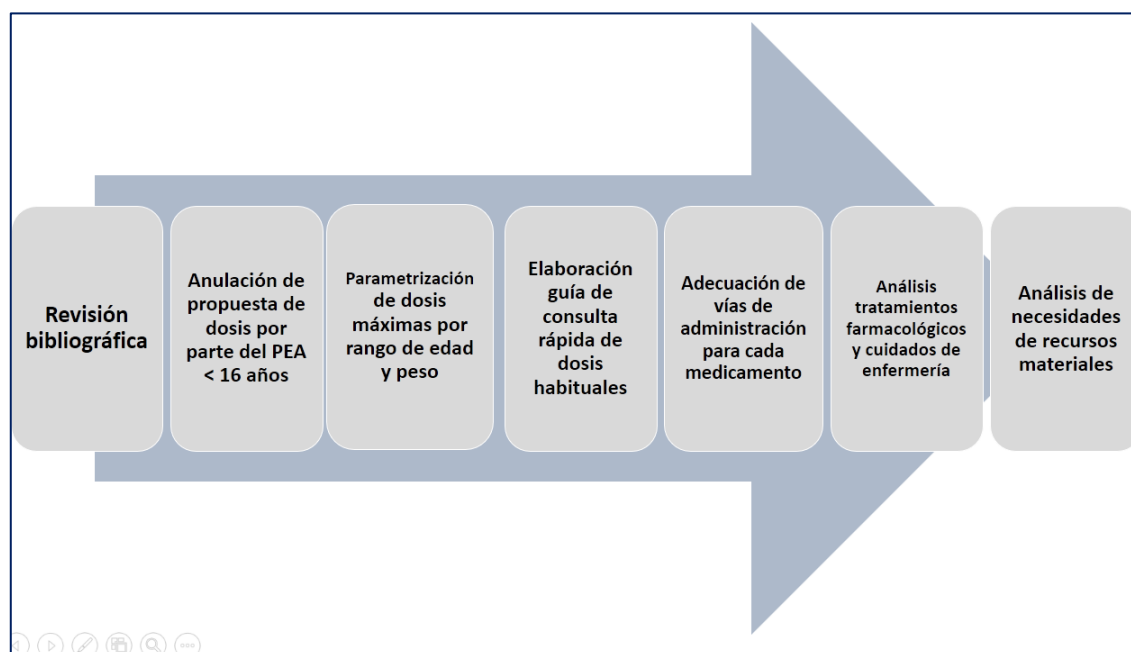 Revisión
bibliográfica
Anulación de
propuesta de
dosis por
parte del PEA
< 16 años
Parametrización
de dosis
máximas por
rango de edad
y peso
Elaboración
guía de
consulta
rápida de
dosis
habituales
Adecuación de
vías de
administración
para cada
medicamento
Análisis
tratamientos
farmacológicos
y cuidados de
enfermería
Análisis de
necesidades
de recursos
materiales